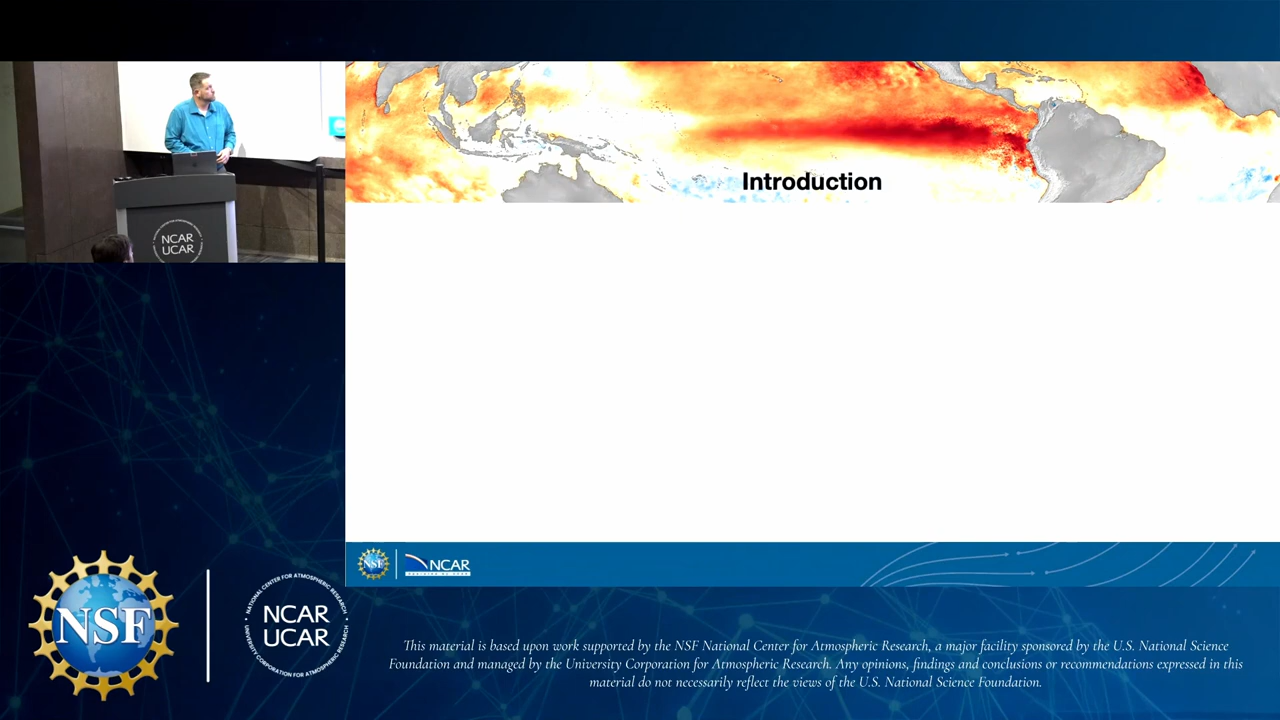 Introduction
NCAR
UCAR
NSF
NCAR
NSF
NATIONAL CENTER FOR ATMOSPHERIC RESEARCH
NCAR
UCAR
UNIVERSITY CORPORATION FOR ATMOSPHERIC RESEARCH
This material is based upon work supported by the NSF National Center for Atmospheric Research, a major facility sponsored by the U.S. National Science
Foundation and managed by the University Corporation for Atmospheric Research. Any opinions, findings and conclusions or recommendations expressed in this
material do not necessarily reflect the views of the U.S. National Science Foundation.